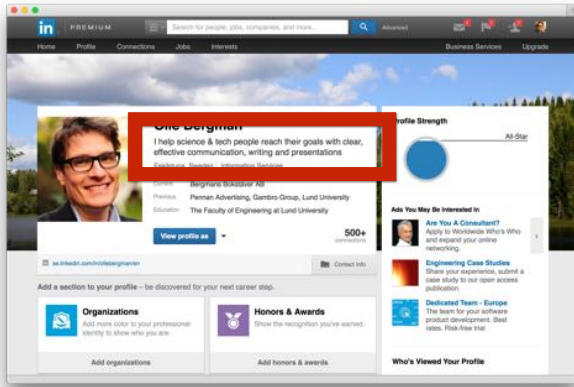 in PREMIUM Search for people, jobs, companies, and more... Advanced
Home Profile Connections Jobs Interests Business Services Upgrade
Olle Bergman
I help science & tech people reach their goals with clear,
effective communication, writing and presentations
Eskilstuna, Sweden Information Services
Current Bergmans Bokstäver AB
Previous Pennan Advertising, Gambro Group, Lund University
Education The Faculty of Engineering at Lund University
View profile as
500+
connections
se.linkedin.com/in/ollebergman/en
Contact Info
Add a section to your profile – be discovered for your next career step.
Organizations
Add more color to your professional
identity to show who you are.
Add organizations
Honors & Awards
Show the recognition you've earned.
Add honors & awards
Profile Strength
All-Star
Ads You May Be Interested In
Are You A Consultant?
Apply to Worldwide Who's Who
and expand your online
networking.
Engineering Case Studies
Share your experience, submit a
case study to our open access
publication.
Dedicated Team - Europe
The team for your software
product development. Best
rates. Risk-free trial
Who's Viewed Your Profile